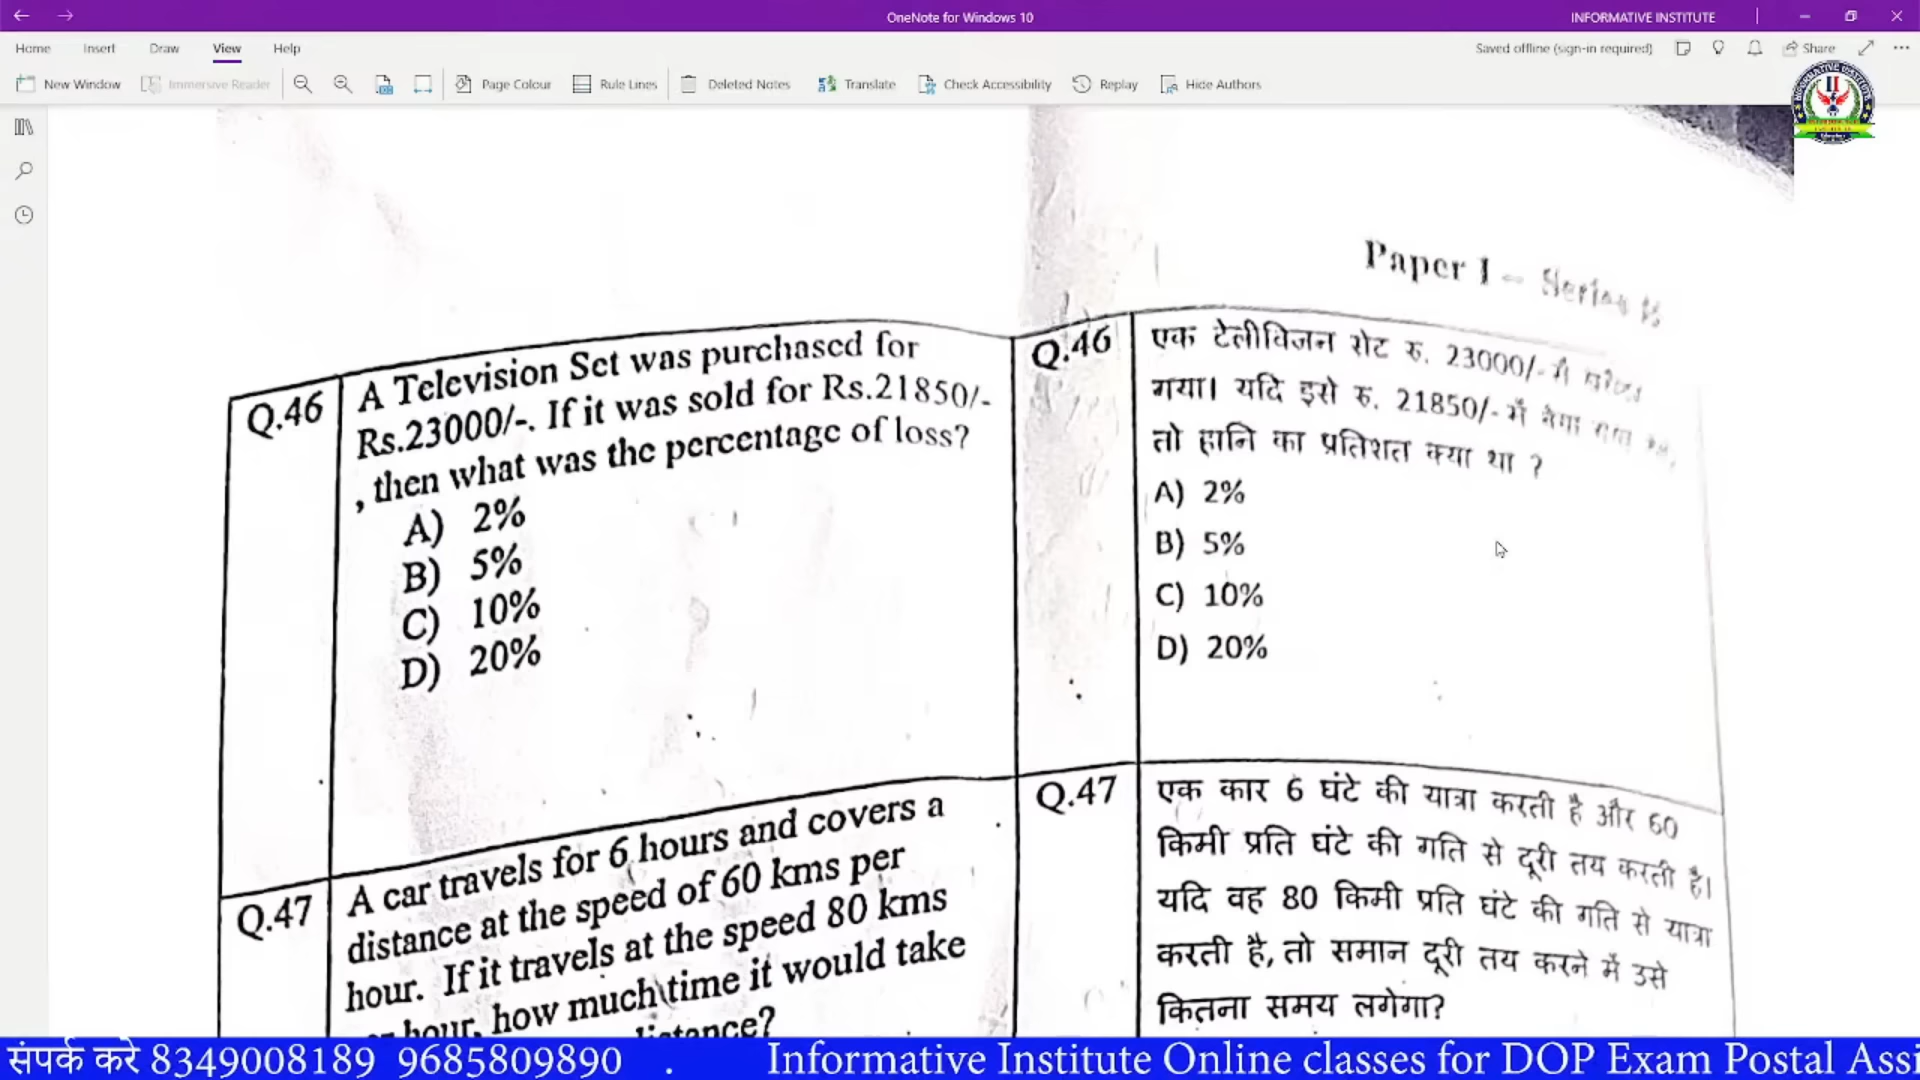 OneNote for Windows 10
INFORMATIVE INSTITUTE
Home Insert Draw View Help
Saved offline (sign-in required)
Share
New Window
Immersive Reader
Page Colour
Rule Lines
Deleted Notes
Translate
Check Accessibility
Replay
Hide Authors
Paper I – Series
Q.46
A Television Set was purchased for
Rs.23000/-. If it was sold for Rs.21850/-
, then what was the percentage of loss?
A) 2%
B) 5%
C) 10%
D) 20%
Q.46
एक टेलीविजन सेट रु. 23000/- में
गया। यदि इसे रु. 21850/- में
तो हानि का प्रतिशत क्या था ?
A) 2%
B) 5%
C) 10%
D) 20%
Q.47
A car travels for 6 hours and covers a
distance at the speed of 60 kms per
hour. If it travels at the speed 80 kms
hour, how much time it would take
distance?
Q.47
एक कार 6 घंटे की यात्रा करती है और 60
किमी प्रति घंटे की गति से दूरी तय करती है।
यदि वह 80 किमी प्रति घंटे की गति से यात्रा
करती है, तो समान दूरी तय करने में उसे
कितना समय लगेगा?
संपर्क करे 8349008189 9685809890 . Informative Institute Online classes for DOP Exam Postal Assi